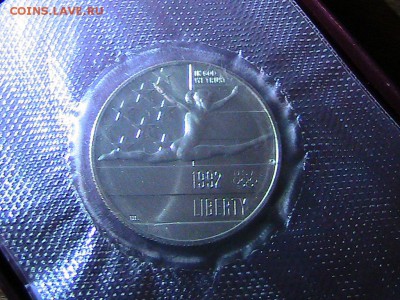 COINS.LAVE.RU
IN GOD
WE TRUST
1992
LIBERTY